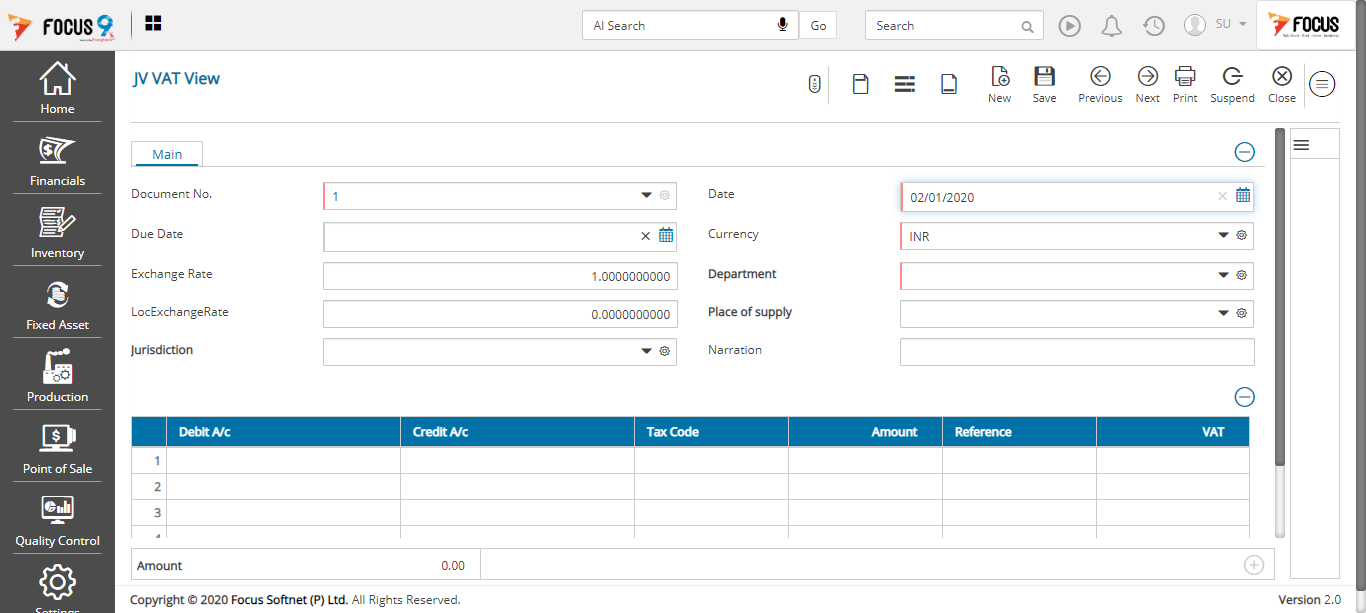 FOCUS 9
AI Search
Go
Search
SU
FOCUS
Home
Financials
Inventory
Fixed Asset
Production
Point of Sale
Quality Control
Settings
JV VAT View
New
Save
Previous
Next
Print
Suspend
Close
Main
Document No.
1
Date
02/01/2020
Due Date
Currency
INR
Exchange Rate
1.0000000000
Department
LocExchangeRate
0.0000000000
Place of supply
Jurisdiction
Narration
Debit A/c Credit A/c Tax Code Amount Reference VAT
1
2
3
4
Amount 0.00
Copyright © 2020 Focus Softnet (P) Ltd. All Rights Reserved.
Version 2.0